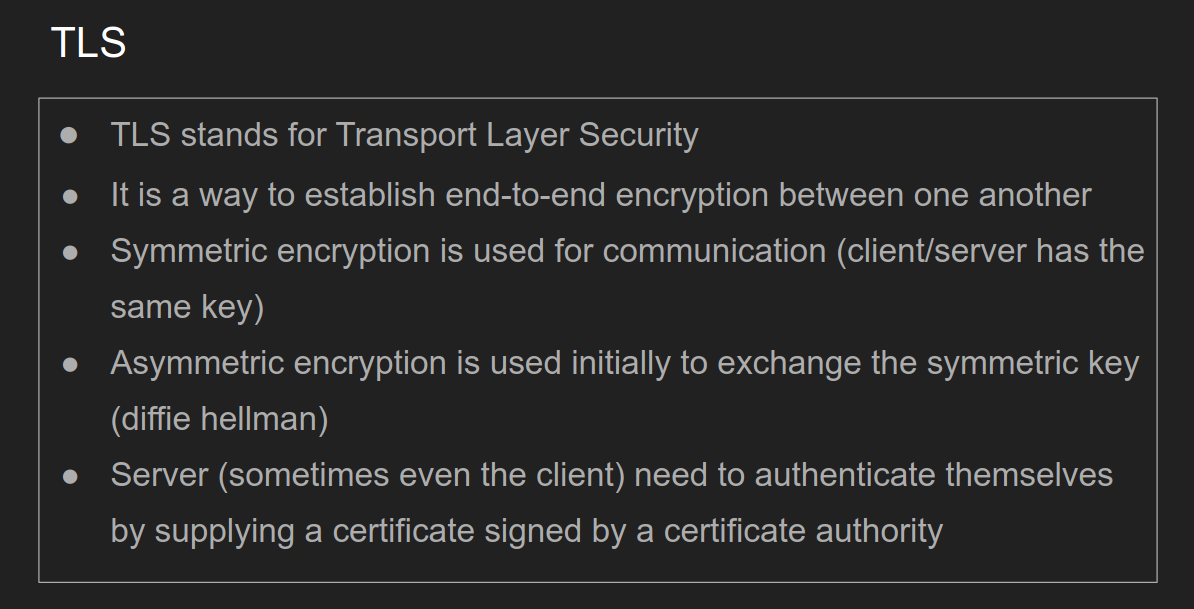 TLS
● TLS stands for Transport Layer Security
● It is a way to establish end-to-end encryption between one another
● Symmetric encryption is used for communication (client/server has the
same key)
● Asymmetric encryption is used initially to exchange the symmetric key
(diffie hellman)
● Server (sometimes even the client) need to authenticate themselves
by supplying a certificate signed by a certificate authority